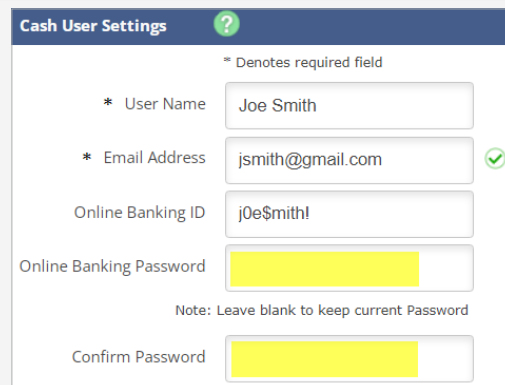 Cash User Settings ?
* Denotes required field
* User Name Joe Smith
* Email Address jsmith@gmail.com
Online Banking ID j0e$mith!
Online Banking Password
Note: Leave blank to keep current Password
Confirm Password